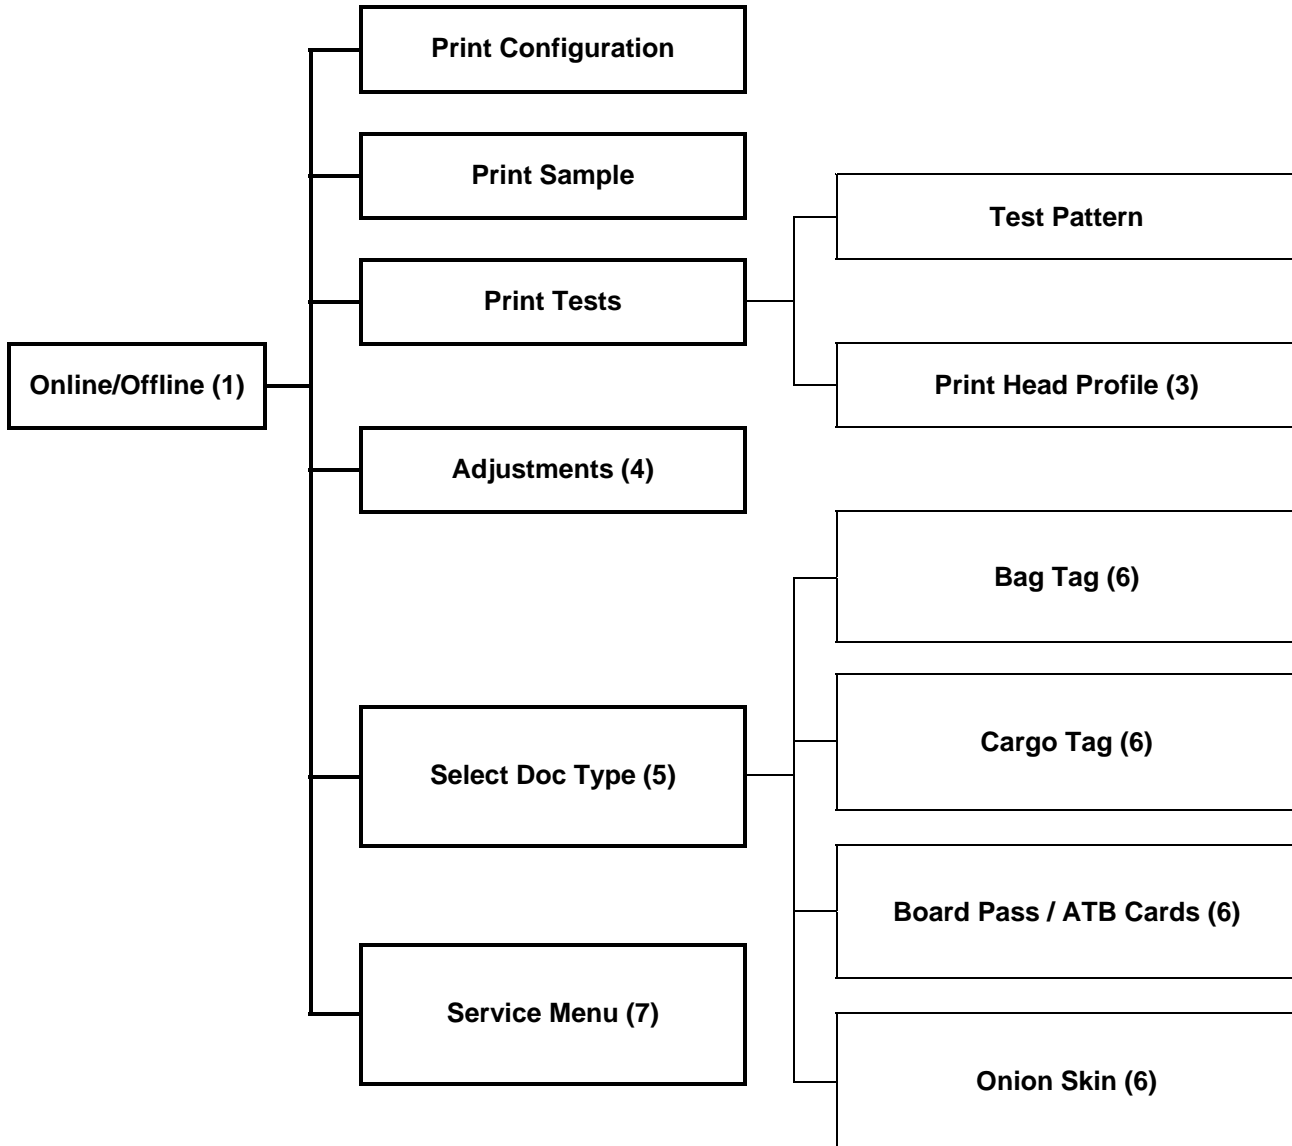 Print Configuration
Print Sample
Test Pattern
Print Tests
Online/Offline (1)
Print Head Profile (3)
Adjustments (4)
Bag Tag (6)
Cargo Tag (6)
Select Doc Type (5)
Board Pass / ATB Cards (6)
Service Menu (7)
Onion Skin (6)